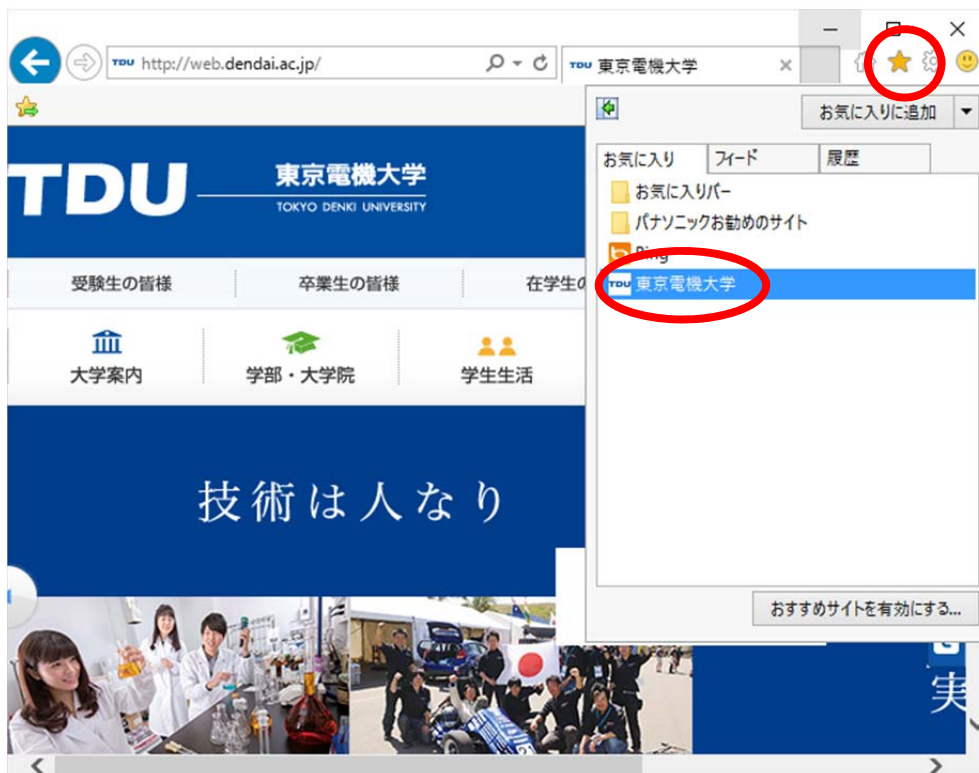 TDU http://web.dendai.ac.jp/
TDU 東京電機大学
お気に入りに追加
お気に入り フィード 履歴
お気に入りバー
パナソニックお勧めのサイト
Bing
TDU 東京電機大学
おすすめサイトを有効にする...
TDU 東京電機大学
TOKYO DENKI UNIVERSITY
受験生の皆様 卒業生の皆様 在学生の
大学案内 学部・大学院 学生生活
技術は人なり
実